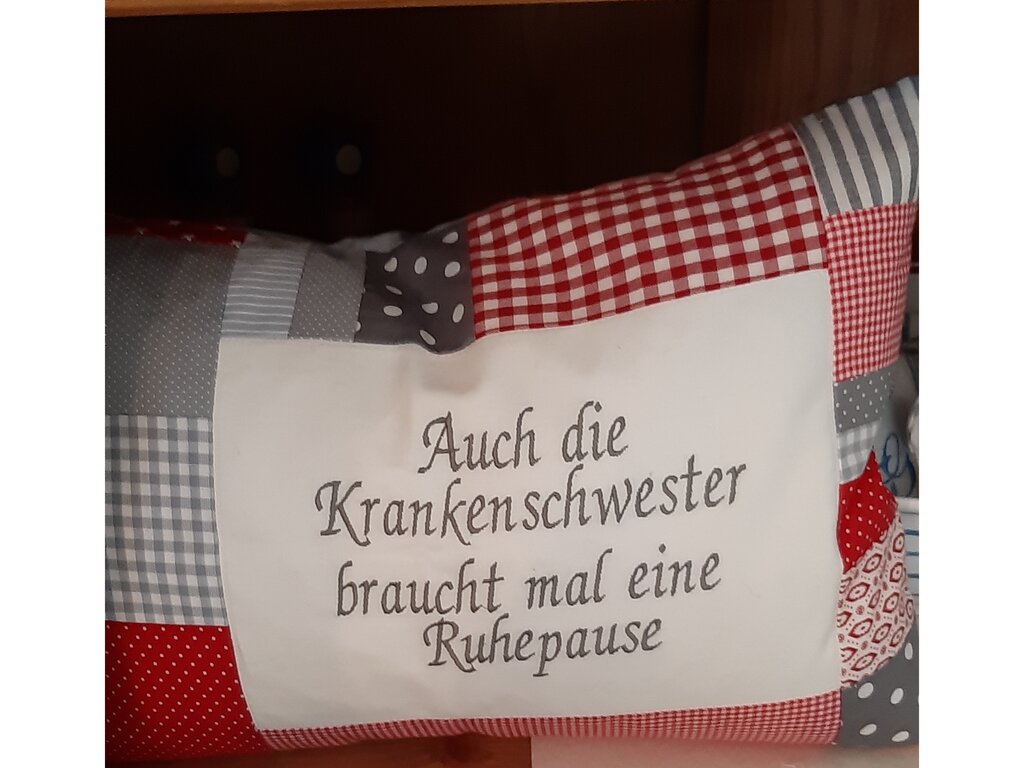 Auch die
Krankenschwester
braucht mal eine
Ruhepause